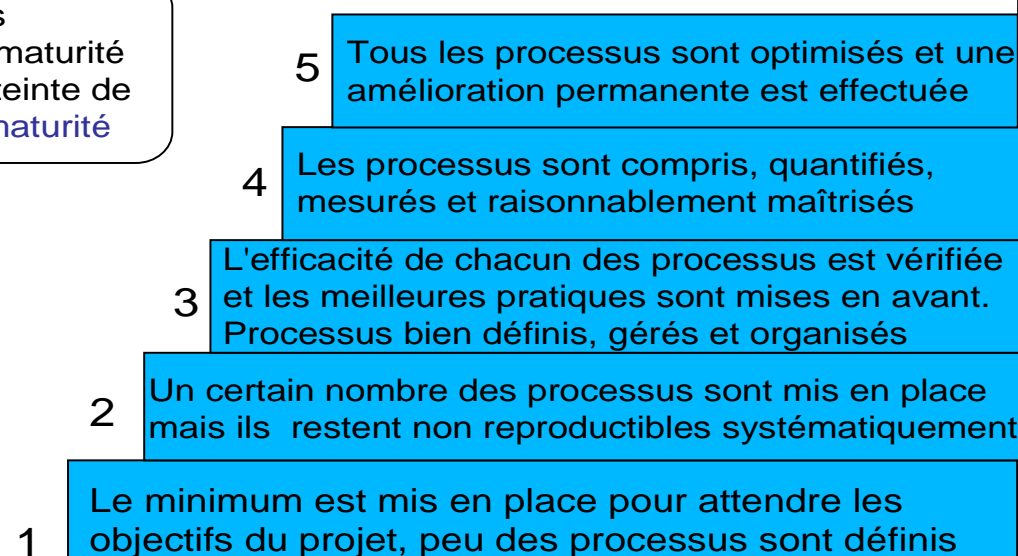 s
maturité
teinte de
maturité
5
Tous les processus sont optimisés et une
amélioration permanente est effectuée
4
Les processus sont compris, quantifiés,
mesurés et raisonnablement maîtrisés
3
L'efficacité de chacun des processus est vérifiée
et les meilleures pratiques sont mises en avant.
Processus bien définis, gérés et organisés
2
Un certain nombre des processus sont mis en place
mais ils restent non reproductibles systématiquement
1
Le minimum est mis en place pour attendre les
objectifs du projet, peu des processus sont définis